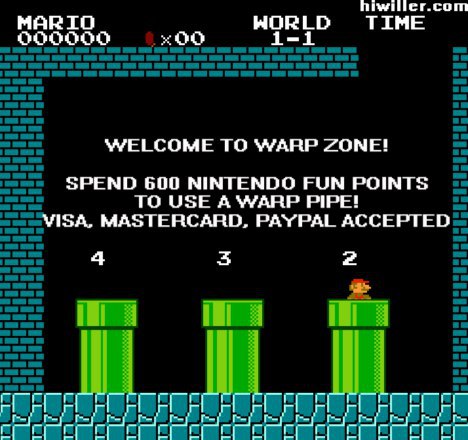 hiwiller.com
MARIO WORLD TIME
000000 ×00 1-1
WELCOME TO WARP ZONE!
SPEND 600 NINTENDO FUN POINTS
TO USE A WARP PIPE!
VISA, MASTERCARD, PAYPAL ACCEPTED
4 3 2